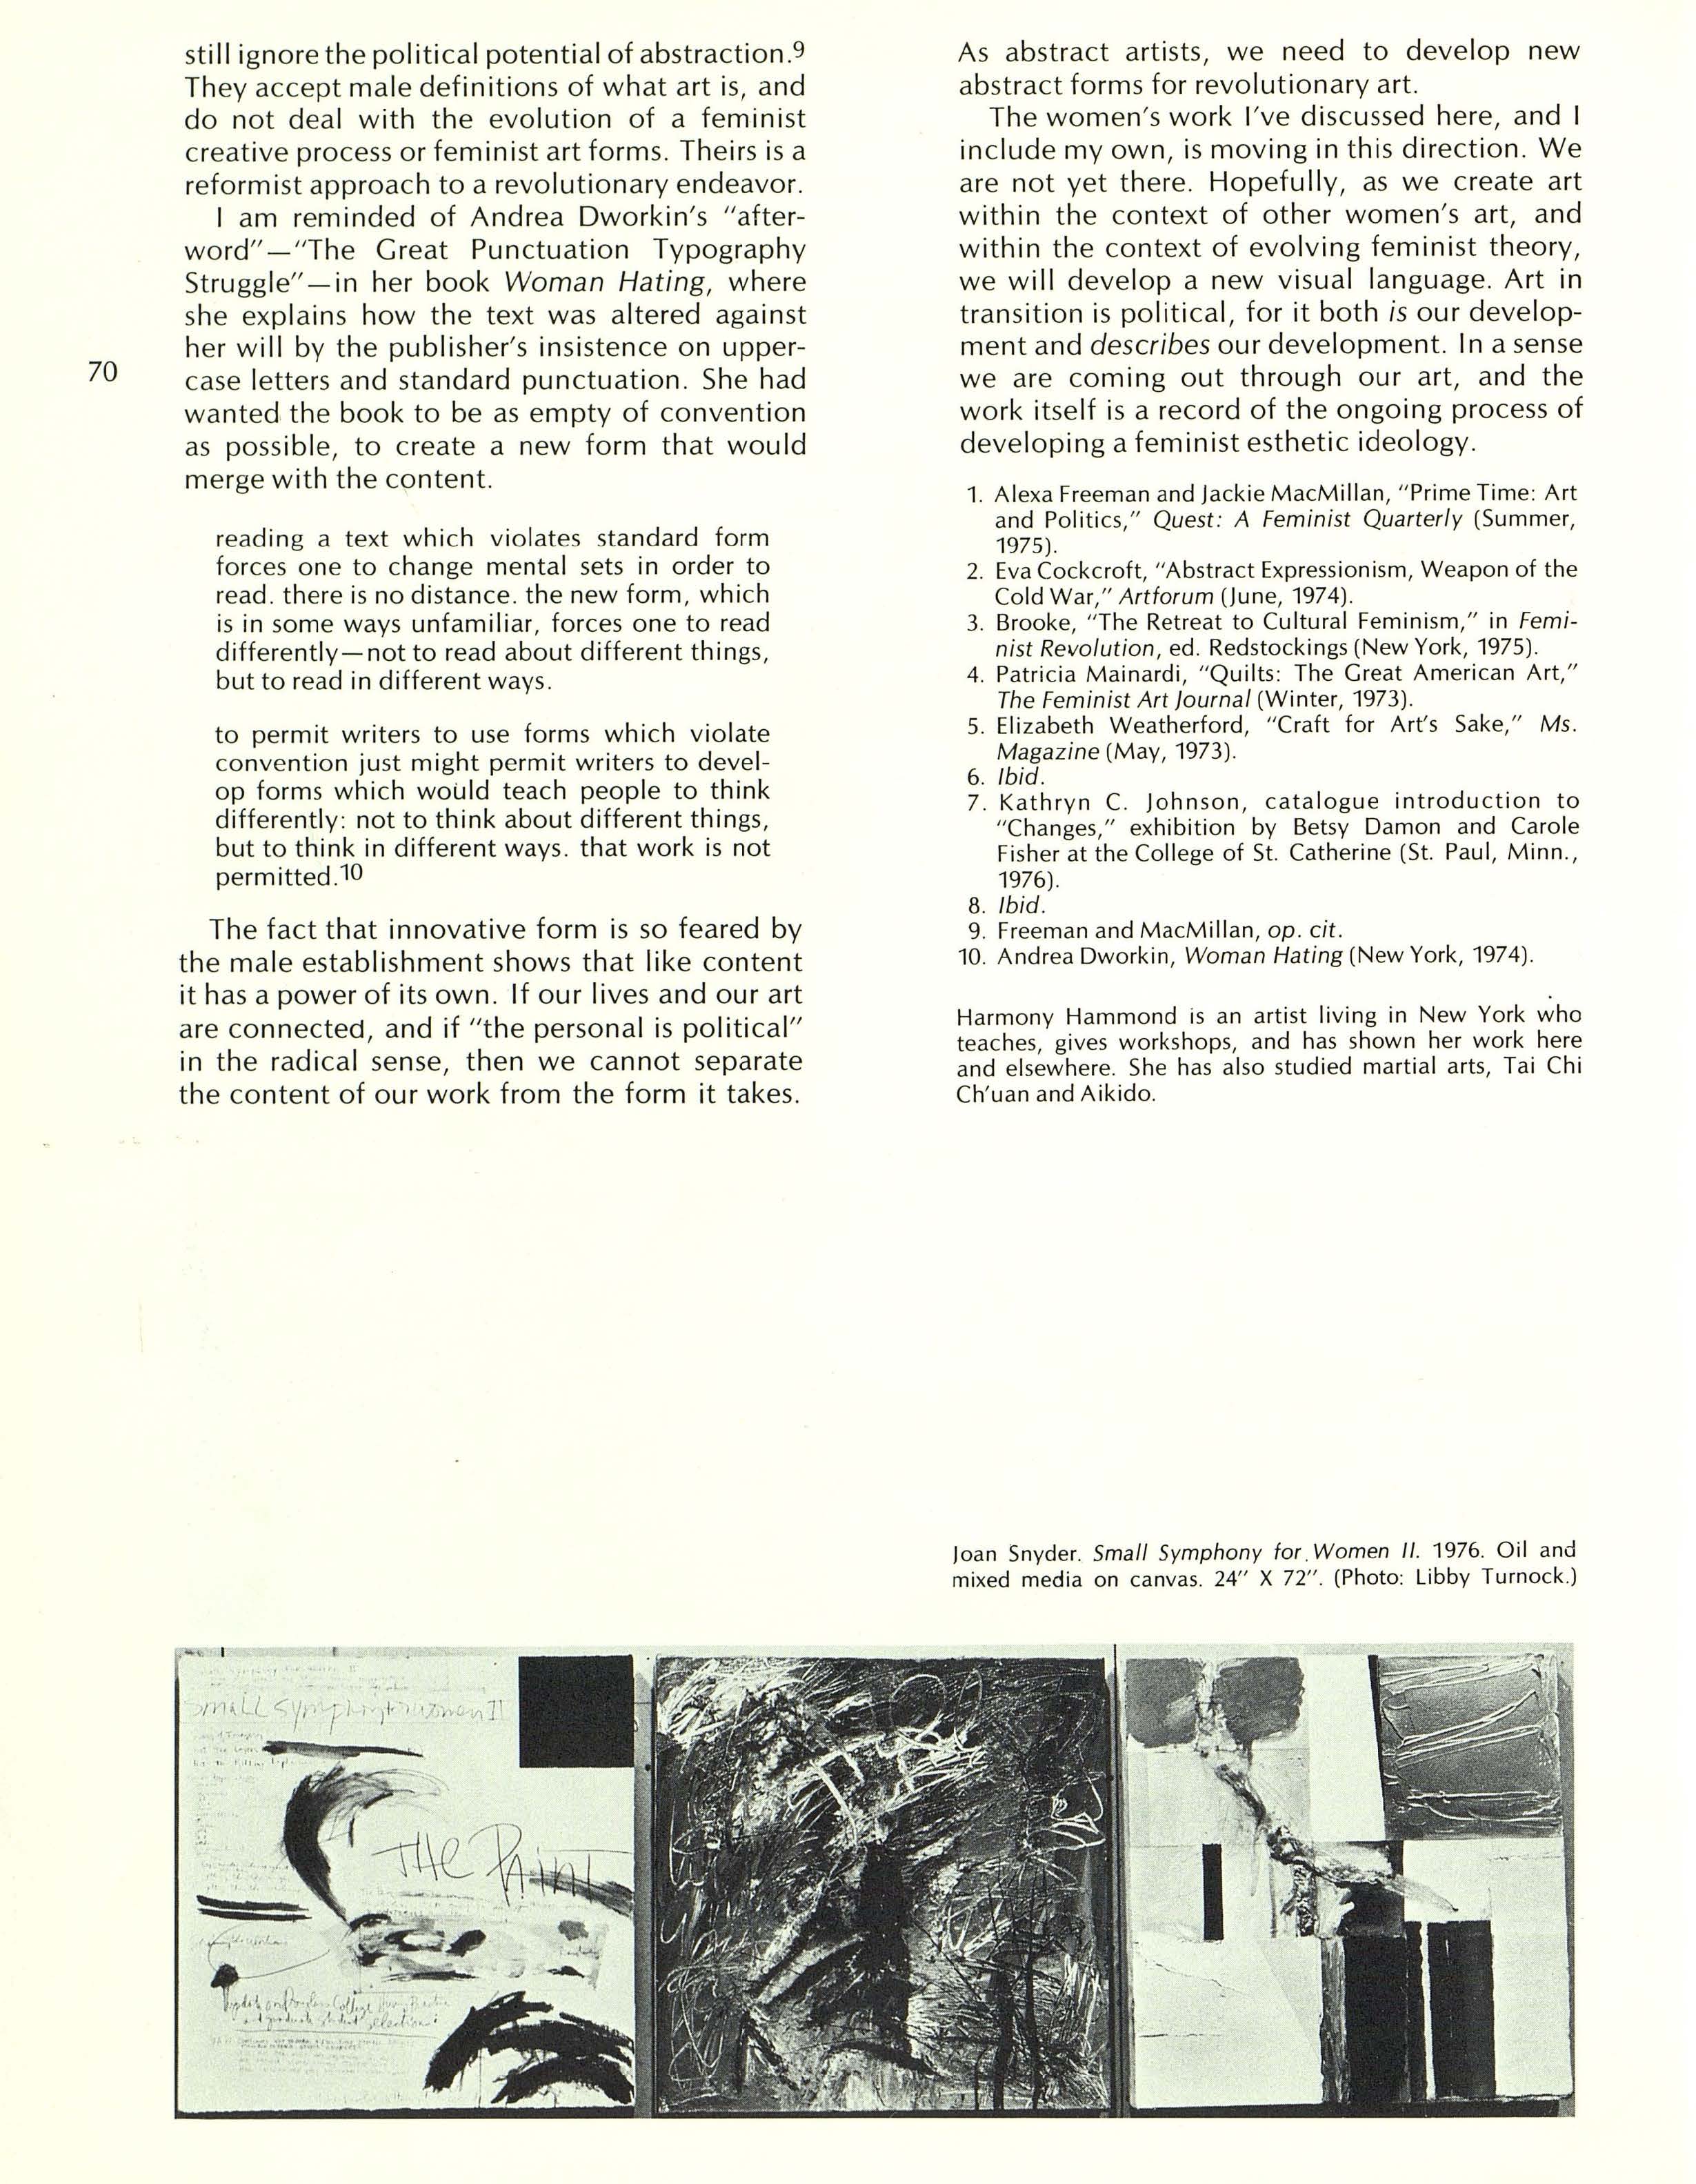 still ignore the political potential of abstraction.9
They accept male definitions of what art is, and
do not deal with the evolution of a feminist
creative process or feminist art forms. Theirs is a
reformist approach to a revolutionary endeavor.
I am reminded of Andrea Dworkin's "after-
word"—"The Great Punctuation Typography
Struggle"—in her book Woman Hating, where
she explains how the text was altered against
her will by the publisher's insistence on upper-
case letters and standard punctuation. She had
wanted the book to be as empty of convention
as possible, to create a new form that would
merge with the content.
reading a text which violates standard form
forces one to change mental sets in order to
read. there is no distance. the new form, which
is in some ways unfamiliar, forces one to read
differently—not to read about different things,
but to read in different ways.
to permit writers to use forms which violate
convention just might permit writers to devel-
op forms which would teach people to think
differently: not to think about different things,
but to think in different ways. that work is not
permitted.10
The fact that innovative form is so feared by
the male establishment shows that like content
it has a power of its own. If our lives and our art
are connected, and if "the personal is political"
in the radical sense, then we cannot separate
the content of our work from the form it takes.
70
As abstract artists, we need to develop new
abstract forms for revolutionary art.
The women's work I've discussed here, and I
include my own, is moving in this direction. We
are not yet there. Hopefully, as we create art
within the context of other women's art, and
within the context of evolving feminist theory,
we will develop a new visual language. Art in
transition is political, for it both is our develop-
ment and describes our development. In a sense
we are coming out through our art, and the
work itself is a record of the ongoing process of
developing a feminist esthetic ideology.
1. Alexa Freeman and Jackie MacMillan, "Prime Time: Art
and Politics," Quest: A Feminist Quarterly (Summer,
1975).
2. Eva Cockcroft, "Abstract Expressionism, Weapon of the
Cold War," Artforum (June, 1974).
3. Brooke, "The Retreat to Cultural Feminism," in Femi-
nist Revolution, ed. Redstockings (New York, 1975).
4. Patricia Mainardi, "Quilts: The Great American Art,"
The Feminist Art Journal (Winter, 1973).
5. Elizabeth Weatherford, "Craft for Art's Sake," Ms.
Magazine (May, 1973).
6. Ibid.
7. Kathryn C. Johnson, catalogue introduction to
"Changes," exhibition by Betsy Damon and Carole
Fisher at the College of St. Catherine (St. Paul, Minn.,
1976).
8. Ibid.
9. Freeman and MacMillan, op. cit.
10. Andrea Dworkin, Woman Hating (New York, 1974).
Harmony Hammond is an artist living in New York who
teaches, gives workshops, and has shown her work here
and elsewhere. She has also studied martial arts, Tai Chi
Ch'uan and Aikido.
Joan Snyder. Small Symphony for Women II. 1976. Oil and
mixed media on canvas. 24" X 72". (Photo: Libby Turnock.)
Small Symphony for Women II
THE PAINT